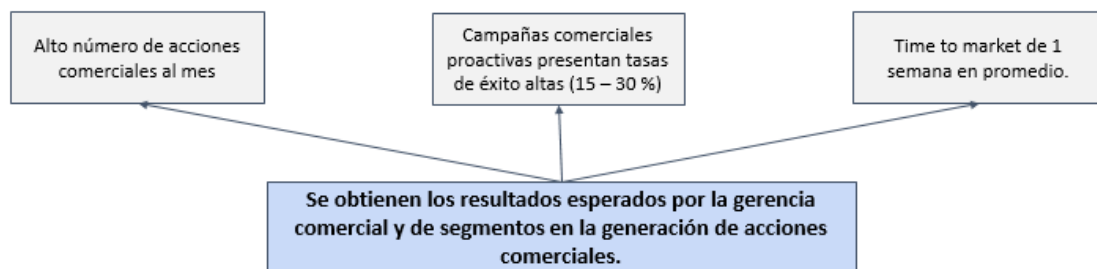 Alto número de acciones
comerciales al mes
Campañas comerciales
proactivas presentan tasas
de éxito altas (15 – 30 %)
Time to market de 1
semana en promedio.
Se obtienen los resultados esperados por la gerencia
comercial y de segmentos en la generación de acciones
comerciales.